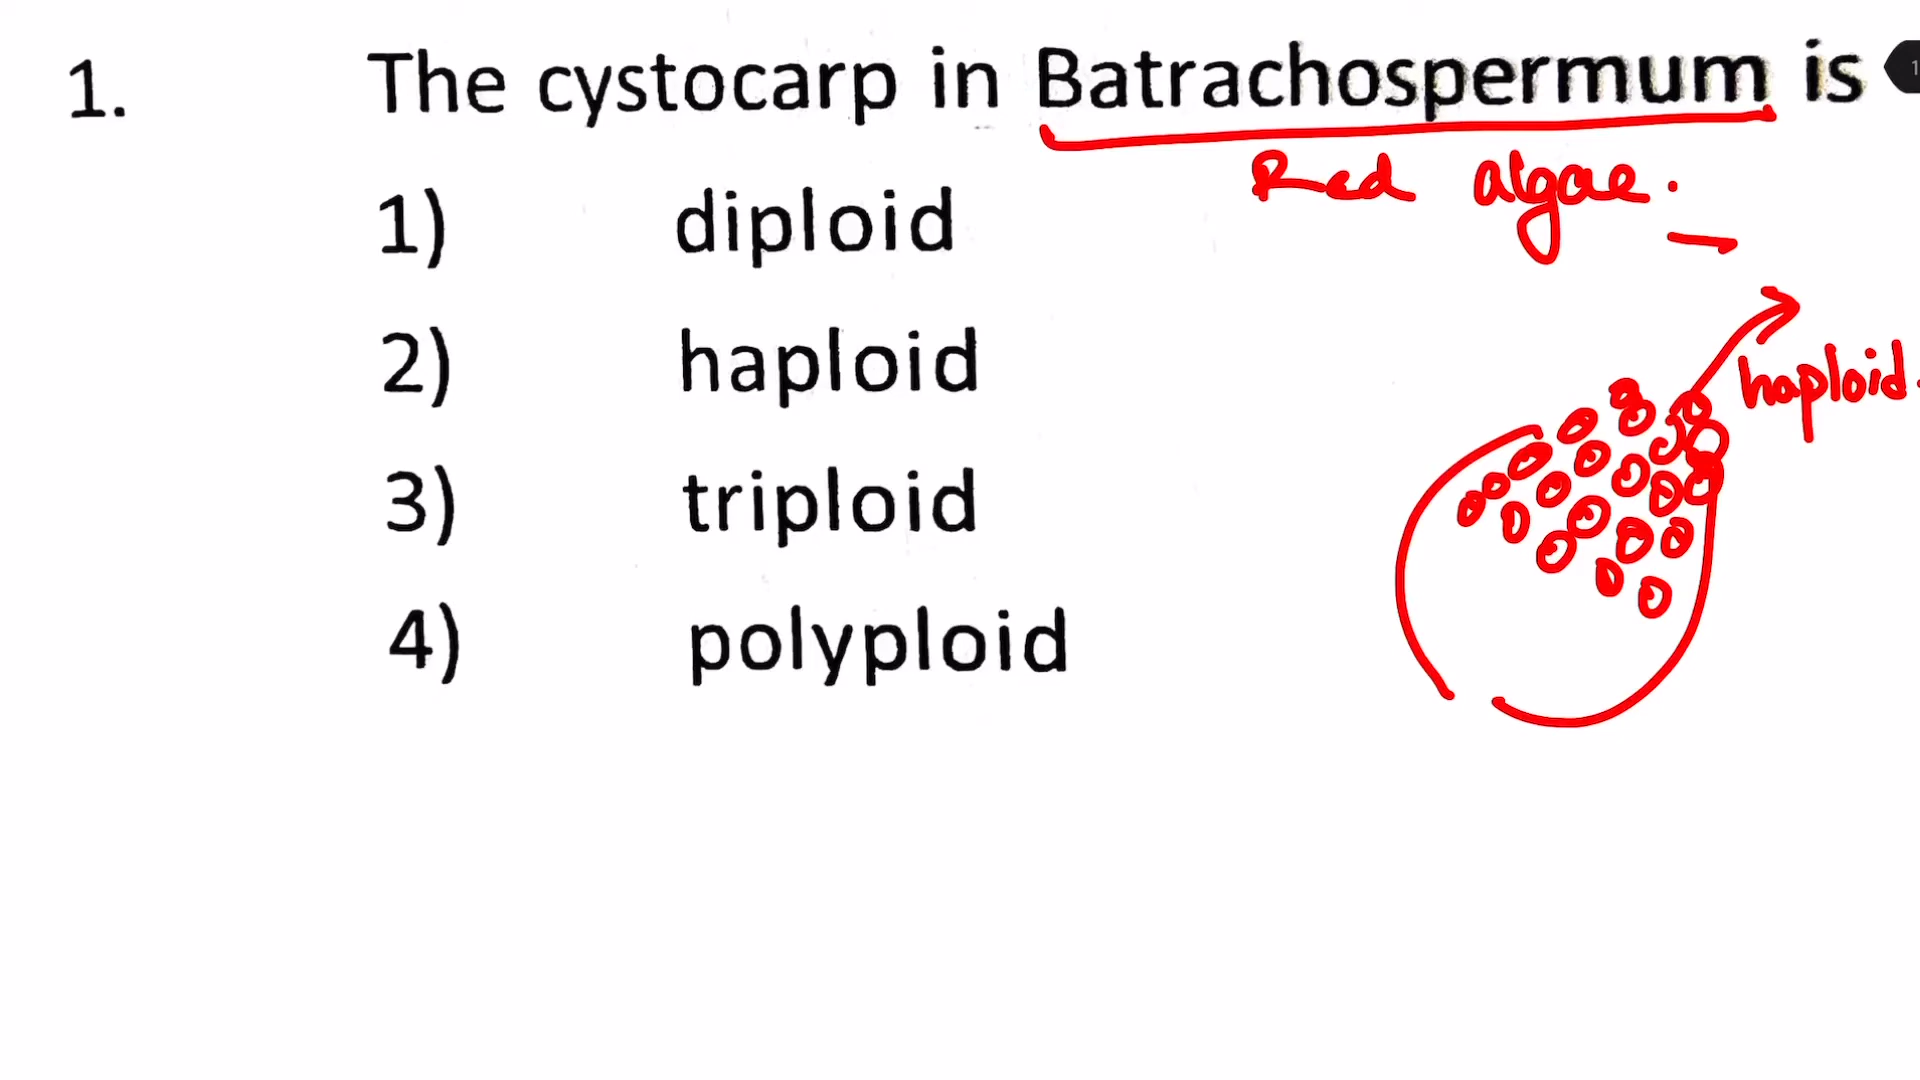 1. The cystocarp in Batrachospermum is
Red algae.
1) diploid
2) haploid
haploid.
3) triploid
4) polyploid